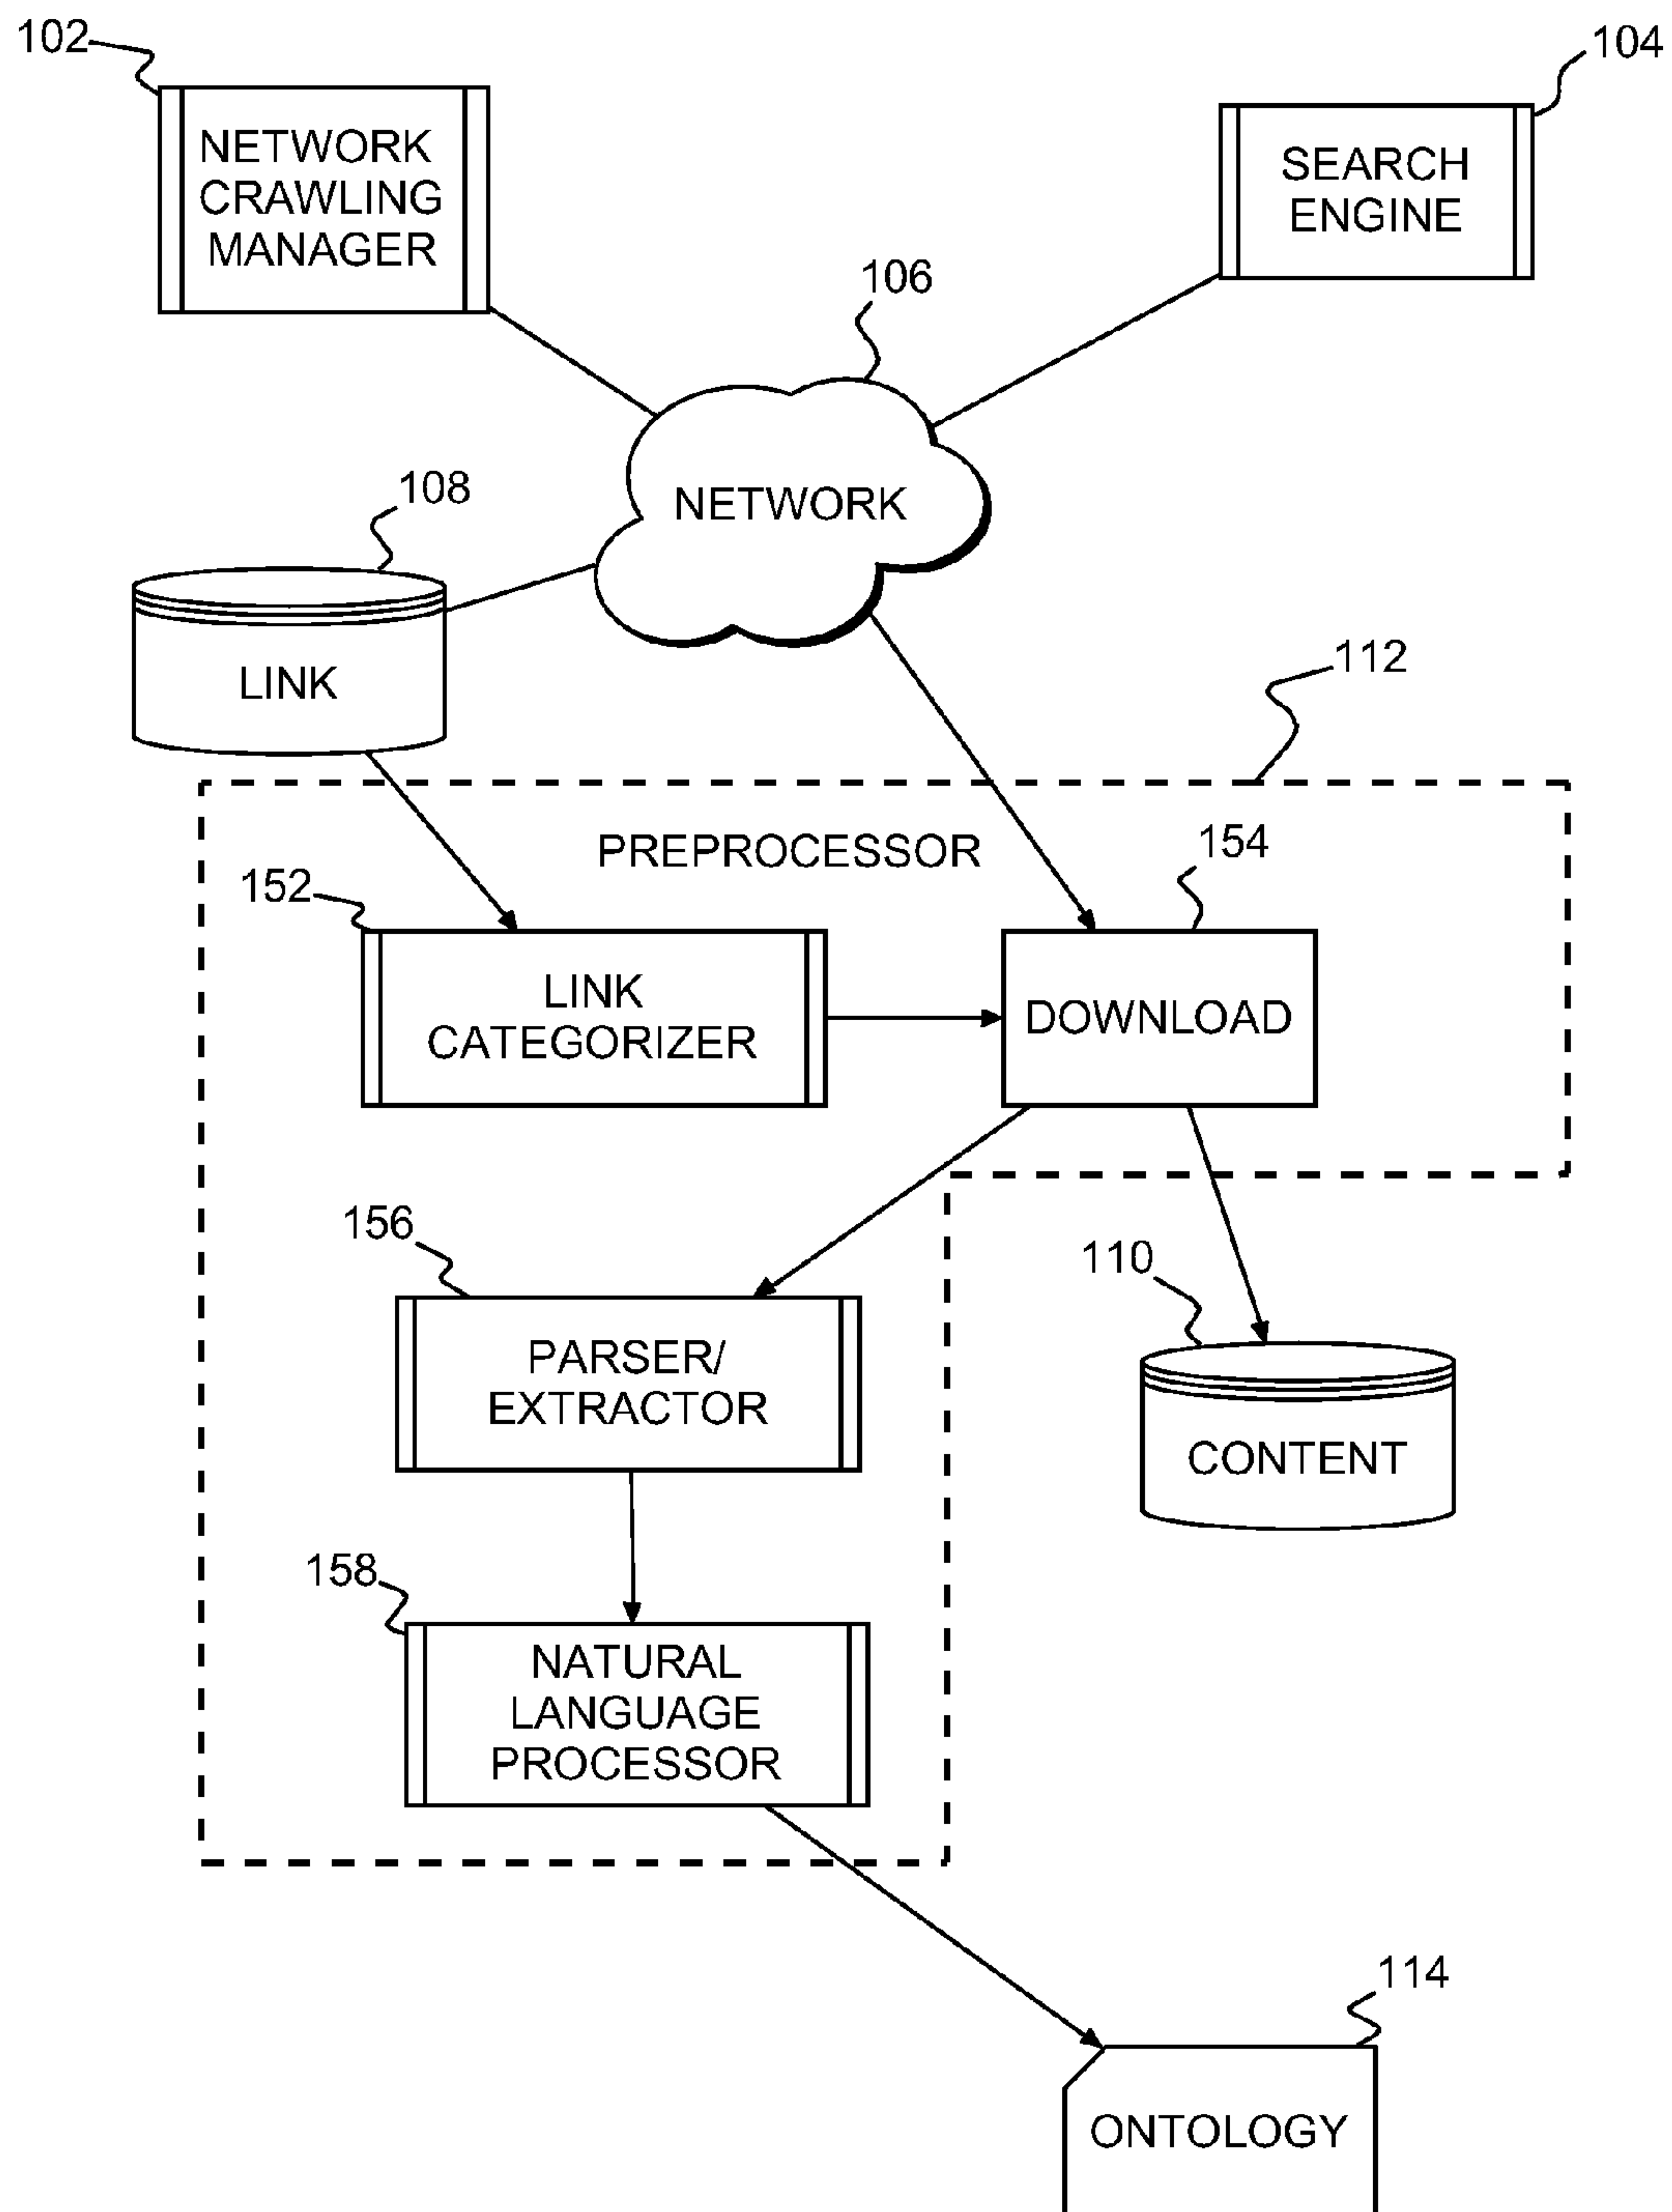 102
104
NETWORK
CRAWLING
MANAGER
SEARCH
ENGINE
106
NETWORK
108
LINK
112
PREPROCESSOR
154
152
LINK
CATEGORIZER
DOWNLOAD
156
110
PARSER/
EXTRACTOR
CONTENT
158
NATURAL
LANGUAGE
PROCESSOR
114
ONTOLOGY